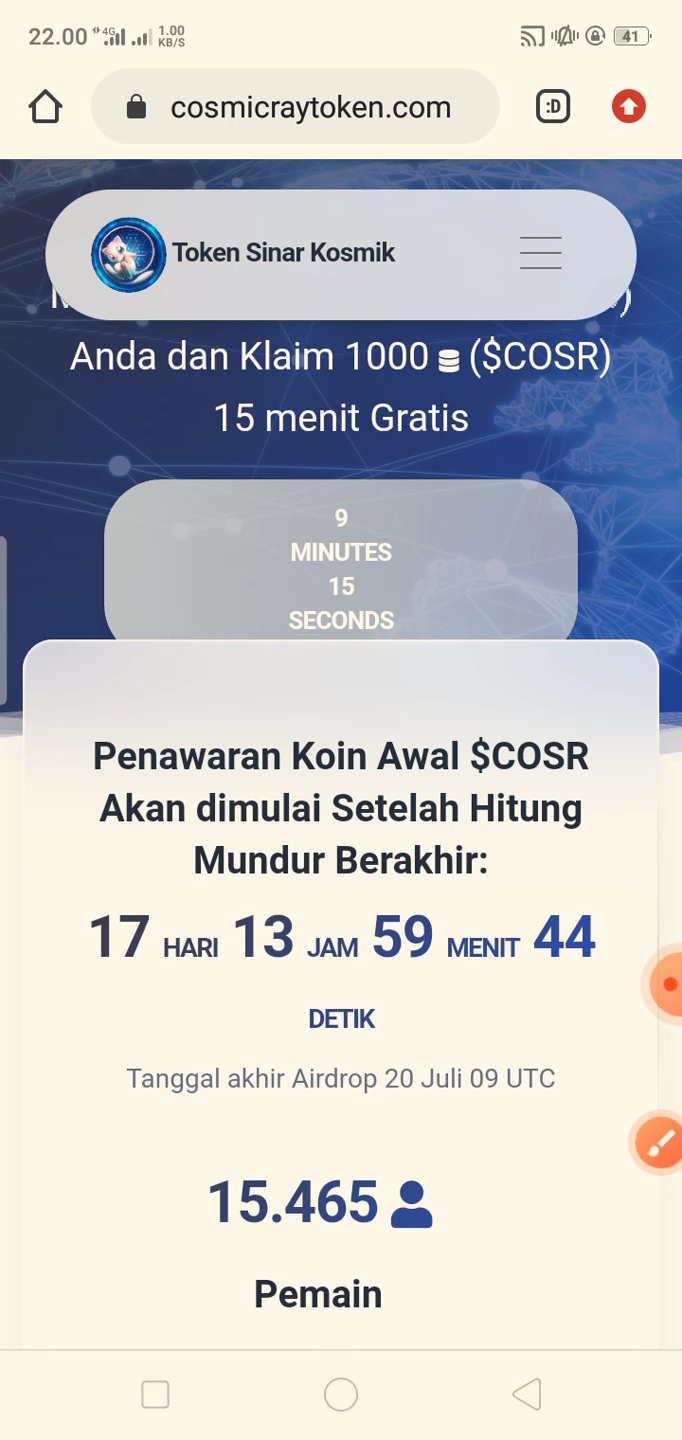 22.00 4G 1.00 KB/S 41
cosmicraytoken.com :D
Token Sinar Kosmik
Anda dan Klaim 1000 ($COSR)
15 menit Gratis
9
MINUTES
15
SECONDS
Penawaran Koin Awal $COSR
Akan dimulai Setelah Hitung
Mundur Berakhir:
17 HARI 13 JAM 59 MENIT 44
DETIK
Tanggal akhir Airdrop 20 Juli 09 UTC
15.465
Pemain